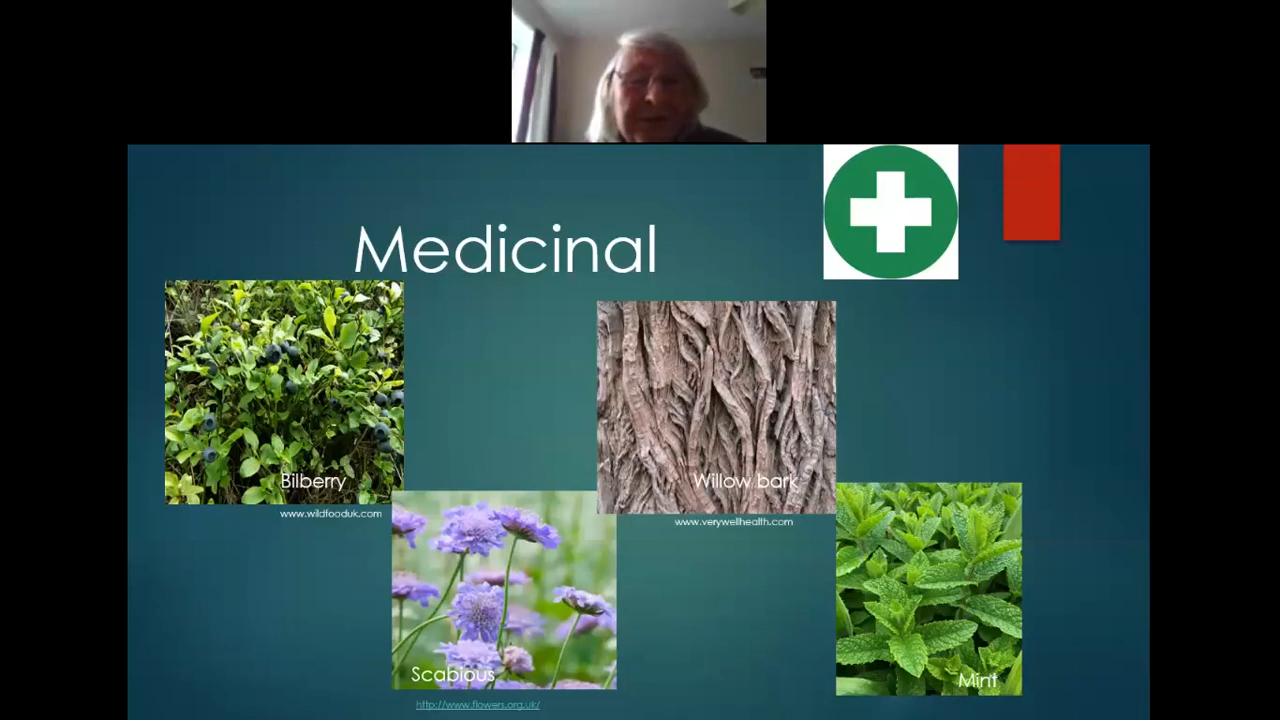 Medicinal
Bilberry
www.wildfooduk.com
Willow bark
www.verywellhealth.com
Scabious
http://www.flowers.org.uk/
Mint